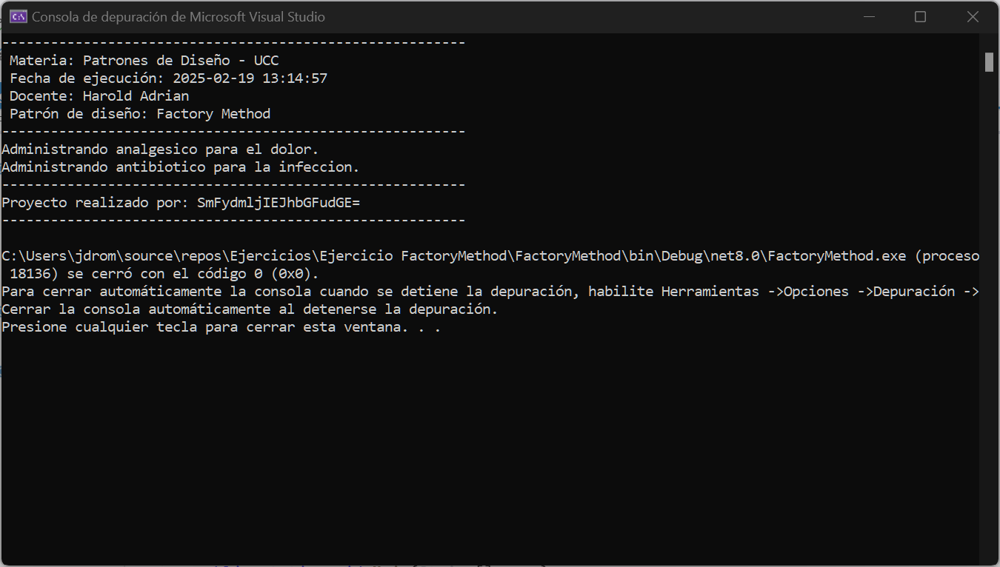 Consola de depuración de Microsoft Visual Studio
--------------------------------------------------------
Materia: Patrones de Diseño - UCC
Fecha de ejecución: 2025-02-19 13:14:57
Docente: Harold Adrian
Patrón de diseño: Factory Method
--------------------------------------------------------
Administrando analgesico para el dolor.
Administrando antibiotico para la infeccion.
--------------------------------------------------------
Proyecto realizado por: SmFydmljIEJhbGFudGE=
--------------------------------------------------------
C:\Users\jdrom\source\repos\Ejercicios\Ejercicio FactoryMethod\FactoryMethod\bin\Debug\net8.0\FactoryMethod.exe (proceso
18136) se cerró con el código 0 (0x0).
Para cerrar automáticamente la consola cuando se detiene la depuración, habilite Herramientas ->Opciones ->Depuración ->
Cerrar la consola automáticamente al detenerse la depuración.
Presione cualquier tecla para cerrar esta ventana. . .